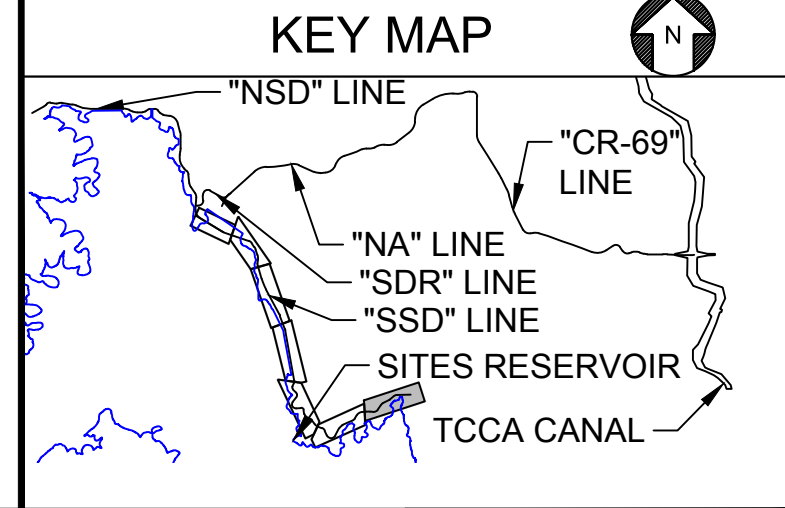 KEY MAP
N
"NSD" LINE
"CR-69"
LINE
"NA" LINE
"SDR" LINE
"SSD" LINE
SITES RESERVOIR
TCCA CANAL